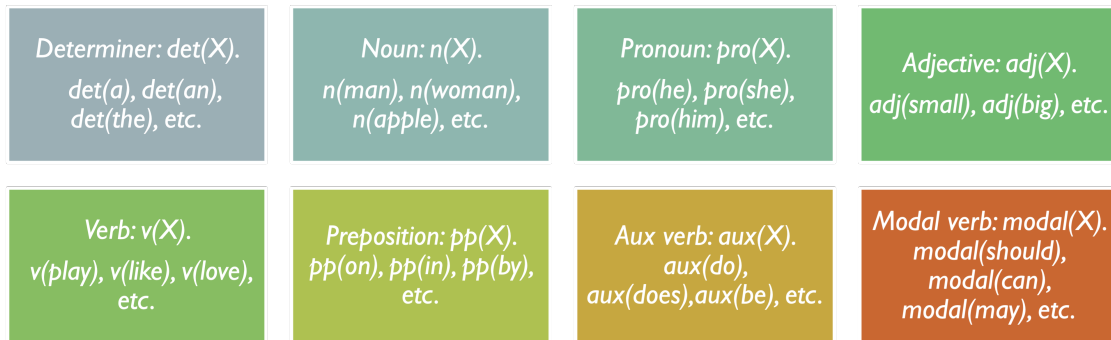 Determiner: det(X).
det(a), det(an),
det(the), etc.
Noun: n(X).
n(man), n(woman),
n(apple), etc.
Pronoun: pro(X).
pro(he), pro(she),
pro(him), etc.
Adjective: adj(X).
adj(small), adj(big), etc.
Verb: v(X).
v(play), v(like), v(love),
etc.
Preposition: pp(X).
pp(on), pp(in), pp(by),
etc.
Aux verb: aux(X).
aux(do),
aux(does),aux(be), etc.
Modal verb: modal(X).
modal(should),
modal(can),
modal(may), etc.